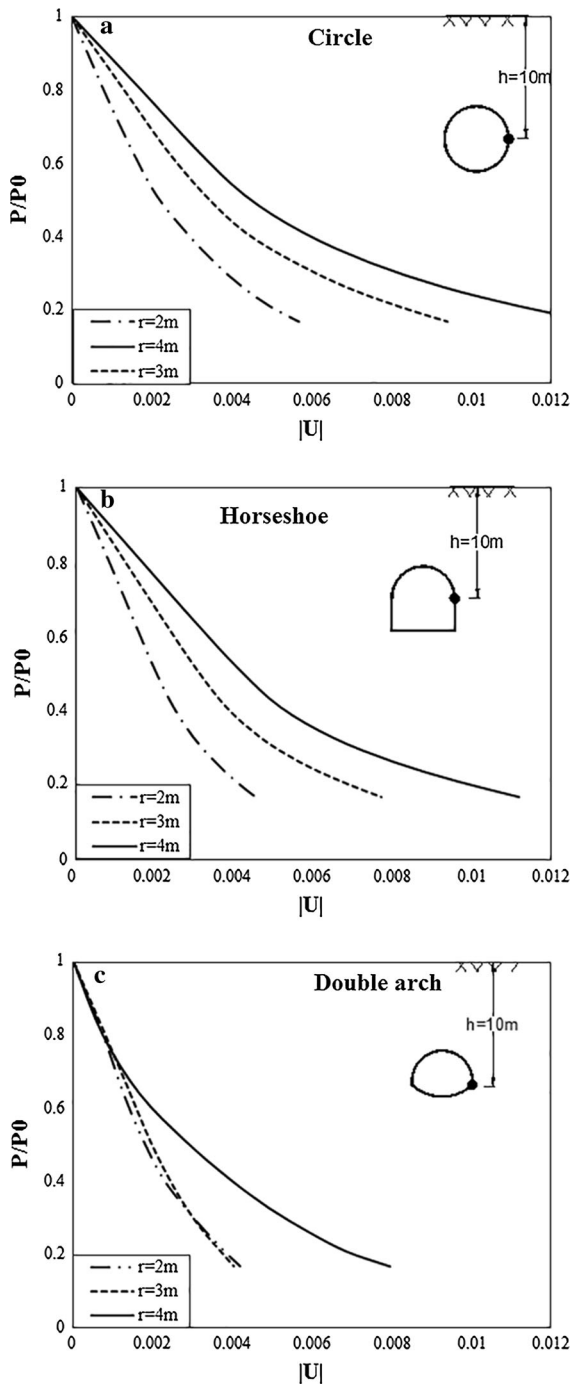 1
a
Circle
h=10m
0.8
0.6
P/P0
0.4
0.2
r=2m
r=4m
r=3m
0
0 0.002 0.004 0.006 0.008 0.01 0.012
|U|
1
b
Horseshoe
h=10m
0.8
0.6
P/P0
0.4
0.2
r=2m
r=3m
r=4m
0
0 0.002 0.004 0.006 0.008 0.01 0.012
|U|
1
c
Double arch
h=10m
0.8
0.6
P/P0
0.4
0.2
r=2m
r=3m
r=4m
0
0 0.002 0.004 0.006 0.008 0.01 0.012
|U|